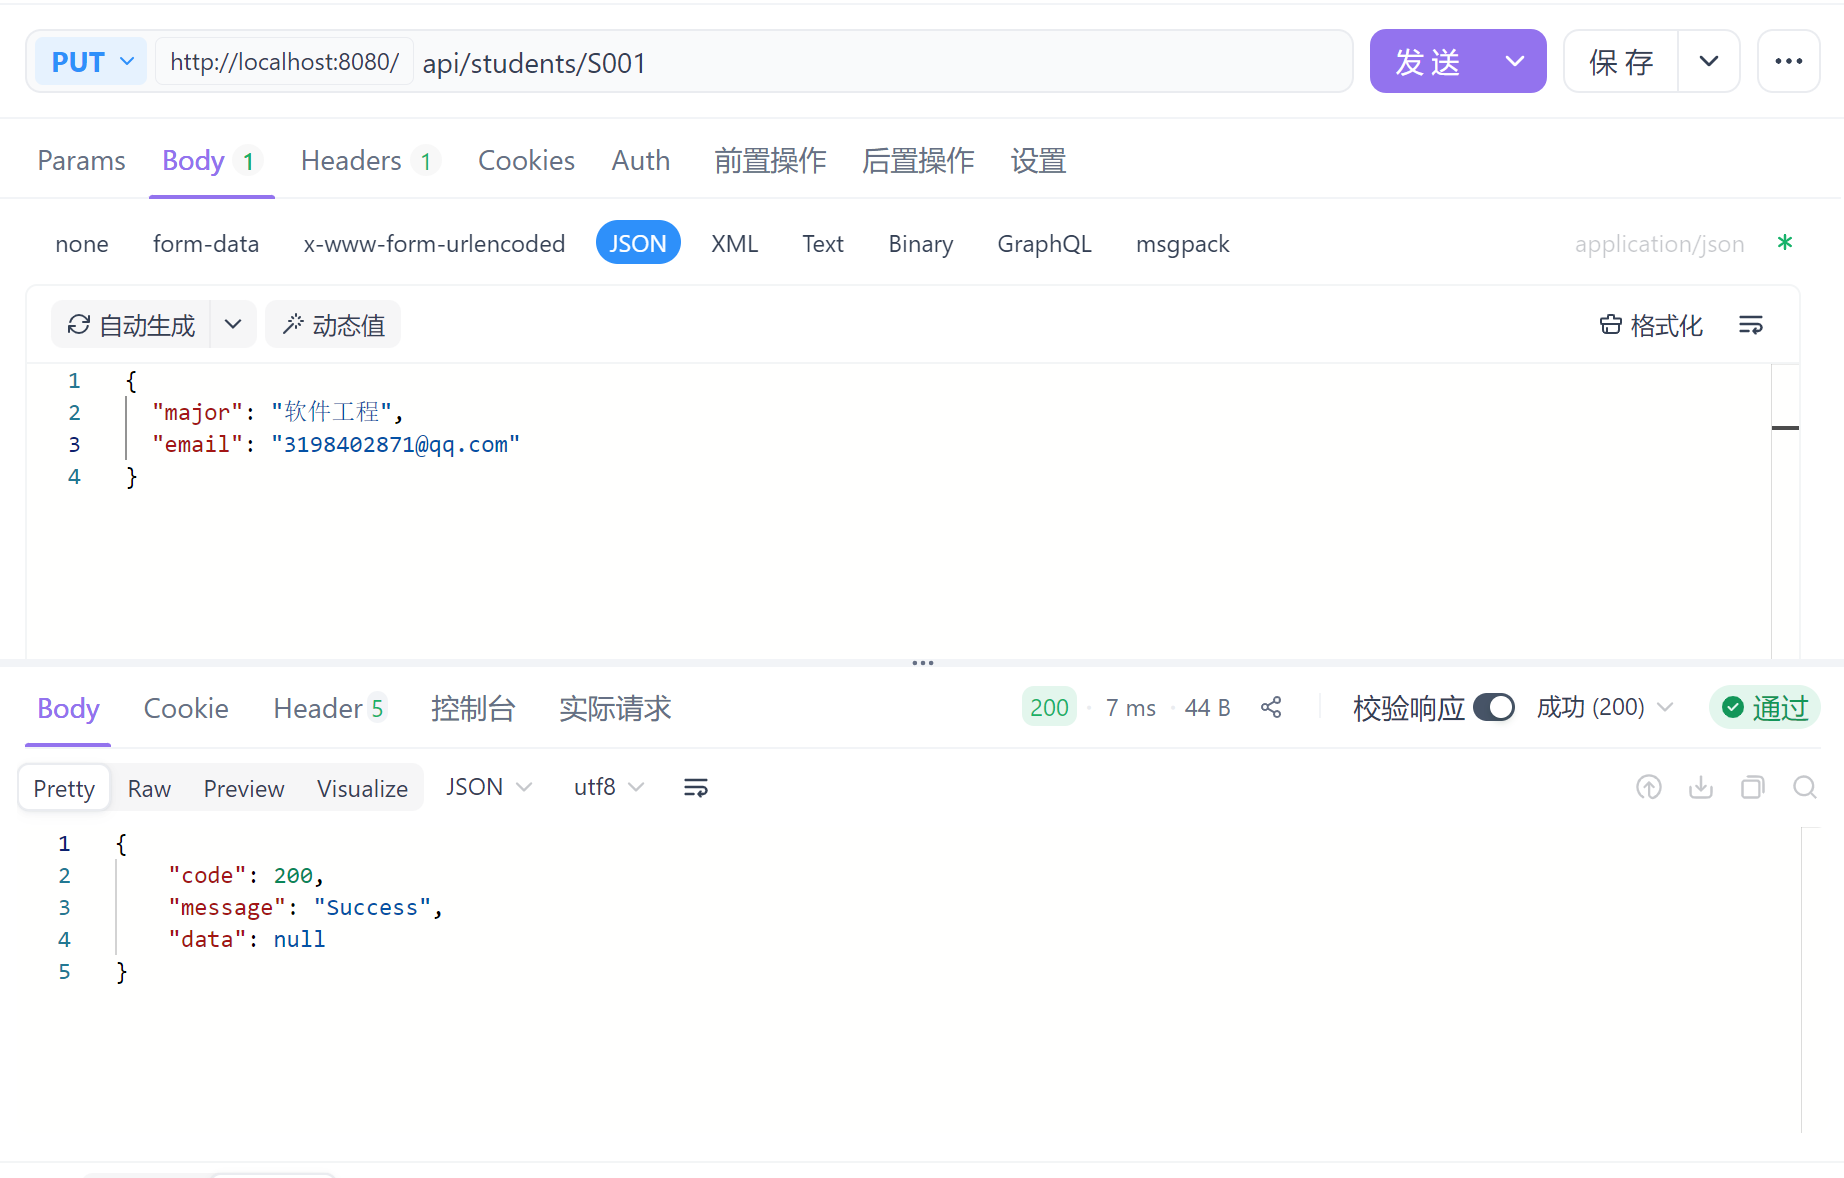 PUT http://localhost:8080/ api/students/S001 发 送 保 存
Params Body 1 Headers 1 Cookies Auth 前置操作 后置操作 设置
none form-data x-www-form-urlencoded JSON XML Text Binary GraphQL msgpack application/json *
自动生成 动态值 格式化
1 {
2 "major": "软件工程",
3 "email": "3198402871@qq.com"
4 }
Body Cookie Header 5 控制台 实际请求 200 · 7 ms · 44 B 校验响应 成功 (200) 通过
Pretty Raw Preview Visualize JSON utf8
1 {
2 "code": 200,
3 "message": "Success",
4 "data": null
5 }